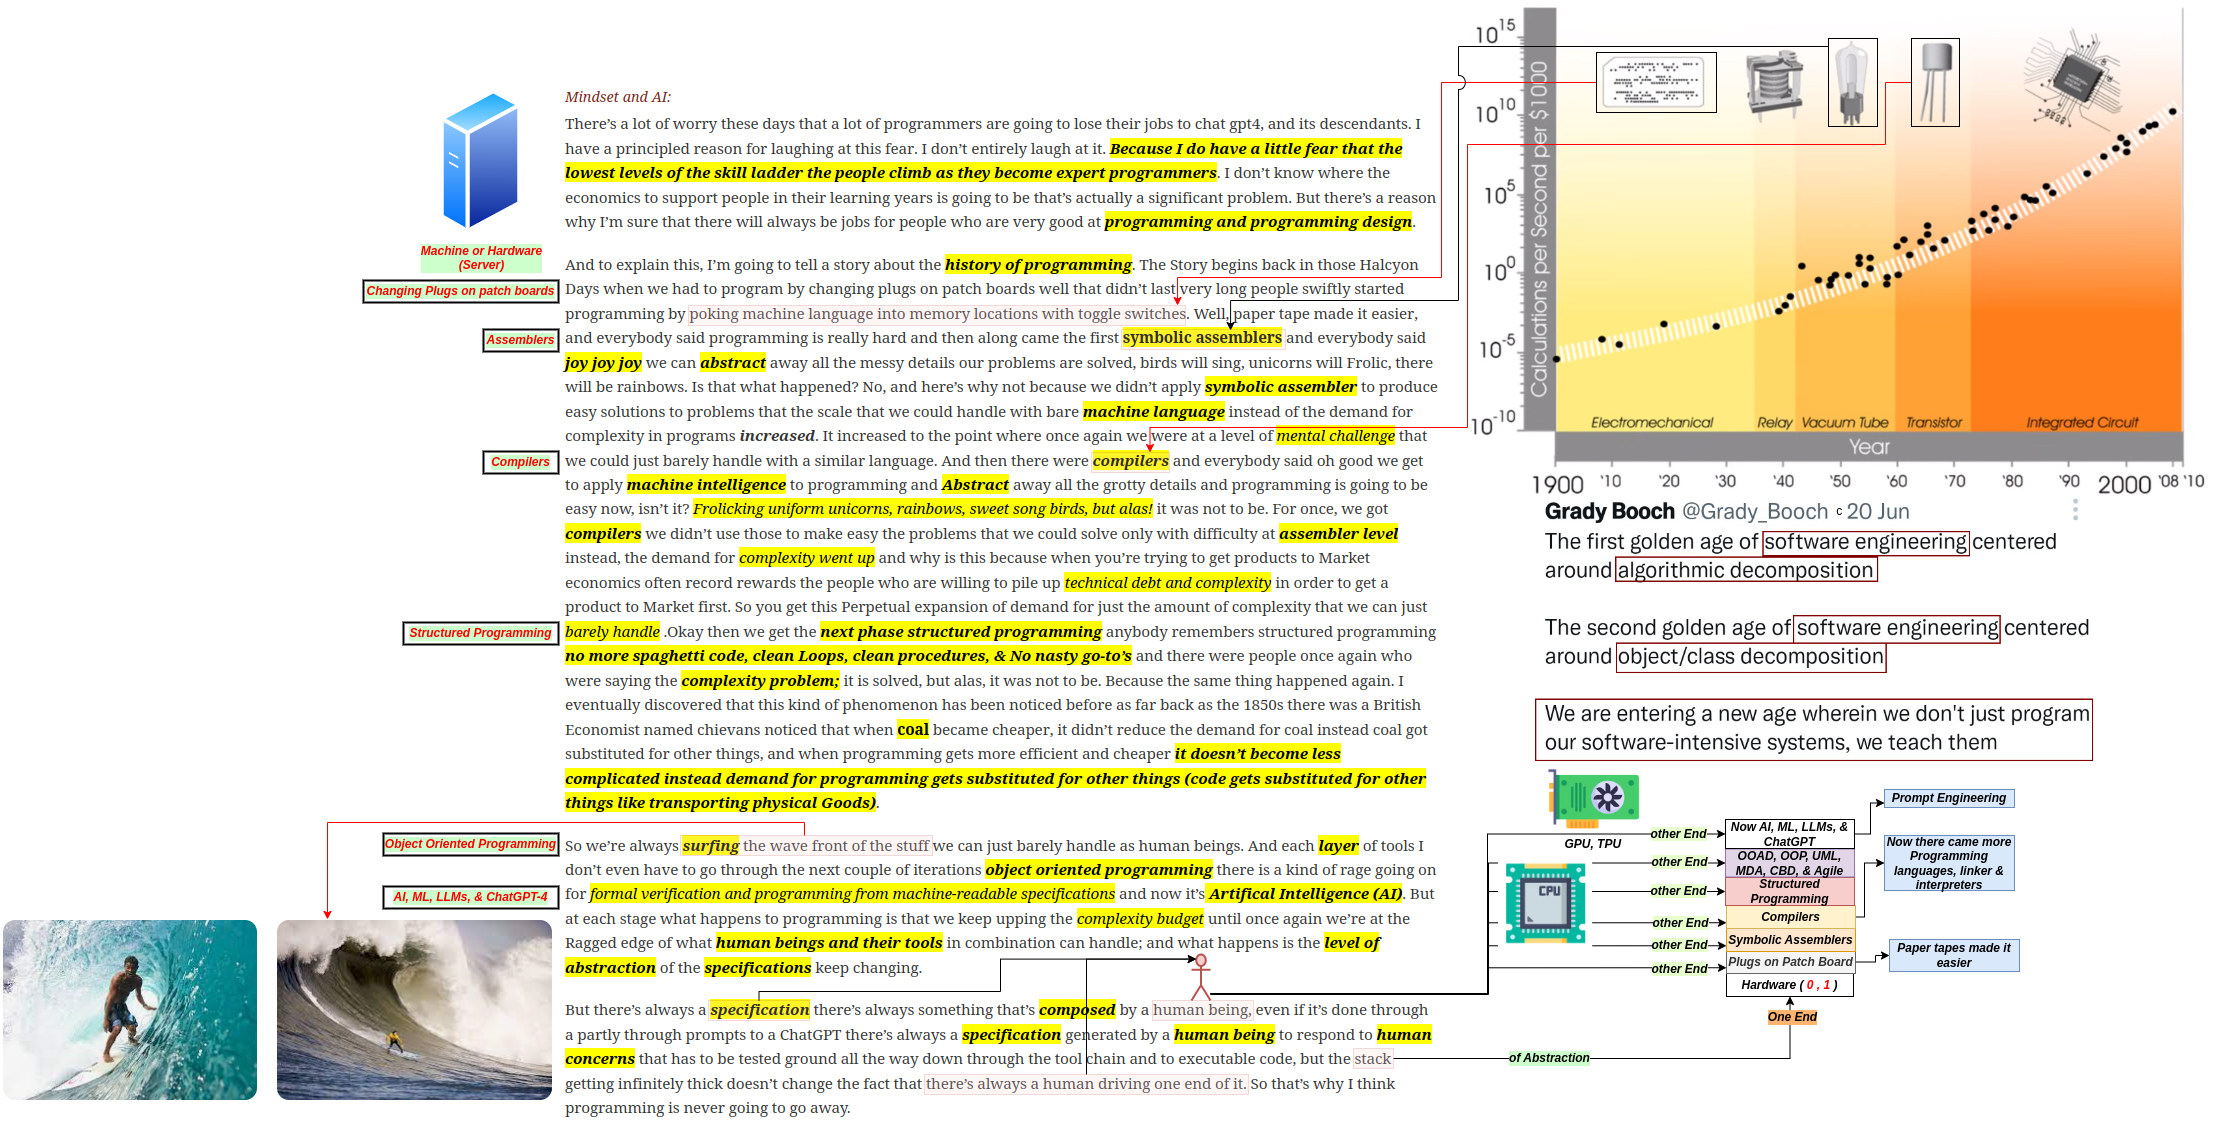 Mindset and AI:
There’s a lot of worry these days that a lot of programmers are going to lose their jobs to chat gpt4, and its descendants. I
have a principled reason for laughing at this fear. I don’t entirely laugh at it. Because I do have a little fear that the
lowest levels of the skill ladder the people climb as they become expert programmers. I don’t know where the
economics to support people in their learning years is going to be that’s actually a significant problem. But there’s a reason
why I’m sure that there will always be jobs for people who are very good at programming and programming design.
And to explain this, I’m going to tell a story about the history of programming. The Story begins back in those Halcyon
Days when we had to program by changing plugs on patch boards well that didn’t last very long people swiftly started
programming by poking machine language into memory locations with toggle switches. Well, paper tape made it easier,
and everybody said programming is really hard and then along came the first symbolic assemblers and everybody said
joy joy joy we can abstract away all the messy details our problems are solved, birds will sing, unicorns will Frolic, there
will be rainbows. Is that what happened? No, and here’s why not because we didn’t apply symbolic assembler to produce
easy solutions to problems that the scale that we could handle with bare machine language instead of the demand for
complexity in programs increased. It increased to the point where once again we were at a level of mental challenge that
we could just barely handle with a similar language. And then there were compilers and everybody said oh good we get
to apply machine intelligence to programming and Abstract away all the grotty details and programming is going to be
easy now, isn’t it? Frolicking uniform unicorns, rainbows, sweet song birds, but alas! it was not to be. For once, we got
compilers we didn’t use those to make easy the problems that we could solve only with difficulty at assembler level
instead, the demand for complexity went up and why is this because when you’re trying to get products to Market
economics often record rewards the people who are willing to pile up technical debt and complexity in order to get a
product to Market first. So you get this Perpetual expansion of demand for just the amount of complexity that we can just
barely handle .Okay then we get the next phase structured programming anybody remembers structured programming
no more spaghetti code, clean Loops, clean procedures, & No nasty go-to’s and there were people once again who
were saying the complexity problem; it is solved, but alas, it was not to be. Because the same thing happened again. I
eventually discovered that this kind of phenomenon has been noticed before as far back as the 1850s there was a British
Economist named chievans noticed that when coal became cheaper, it didn’t reduce the demand for coal instead coal got
substituted for other things, and when programming gets more efficient and cheaper it doesn’t become less
complicated instead demand for programming gets substituted for other things (code gets substituted for other
things like transporting physical Goods).
So we’re always surfing the wave front of the stuff we can just barely handle as human beings. And each layer of tools I
don’t even have to go through the next couple of iterations object oriented programming there is a kind of rage going on
for formal verification and programming from machine-readable specifications and now it’s Artifical Intelligence (AI). But
at each stage what happens to programming is that we keep upping the complexity budget until once again we’re at the
Ragged edge of what human beings and their tools in combination can handle; and what happens is the level of
abstraction of the specifications keep changing.
But there’s always a specification there’s always something that’s composed by a human being, even if it’s done through
a partly through prompts to a ChatGPT there’s always a specification generated by a human being to respond to human
concerns that has to be tested ground all the way down through the tool chain and to executable code, but the stack
getting infinitely thick doesn’t change the fact that there’s always a human driving one end of it. So that’s why I think
programming is never going to go away.
Machine or Hardware
(Server)
Changing Plugs on patch boards
Assemblers
Compilers
Structured Programming
Object Oriented Programming
AI, ML, LLMs, & ChatGPT-4
Calculations per Second per $1000
10^15
10^10
10^5
10^0
10^-5
10^-10
Electromechanical
Relay
Vacuum Tube
Transistor
Integrated Circuit
Year
1900 '10 '20 '30 '40 '50 '60 '70 '80 '90 2000 '08 '10
Grady Booch @Grady_Booch c 20 Jun
The first golden age of software engineering centered
around algorithmic decomposition
The second golden age of software engineering centered
around object/class decomposition
We are entering a new age wherein we don't just program
our software-intensive systems, we teach them
GPU, TPU
CPU
other End
Now AI, ML, LLMs, &
ChatGPT
Prompt Engineering
other End
OOAD, OOP, UML,
MDA, CBD, & Agile
Now there came more
Programming
languages, linker &
interpreters
other End
Structured
Programming
other End
Compilers
other End
Symbolic Assemblers
other End
Plugs on Patch Board
Paper tapes made it
easier
Hardware ( 0 , 1 )
One End
of Abstraction